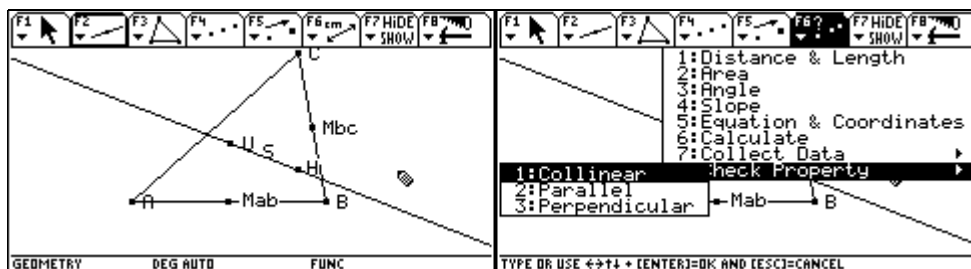 F1 F2 F3 F4 F5 F6 cm F7 HiDE SHOW F8
C
Mbc
U S
H
A Mab B
GEOMETRY DEG AUTO FUNC
F1 F2 F3 F4 F5 F6 ? F7 HiDE SHOW F8
1:Distance & Length
2:Area
3:Angle
4:Slope
5:Equation & Coordinates
6:Calculate
7:Collect Data
Check Property
1:Collinear
2:Parallel
3:Perpendicular
Mab B
TYPE OR USE ←→↑↓ + [ENTER]=OK AND [ESC]=CANCEL